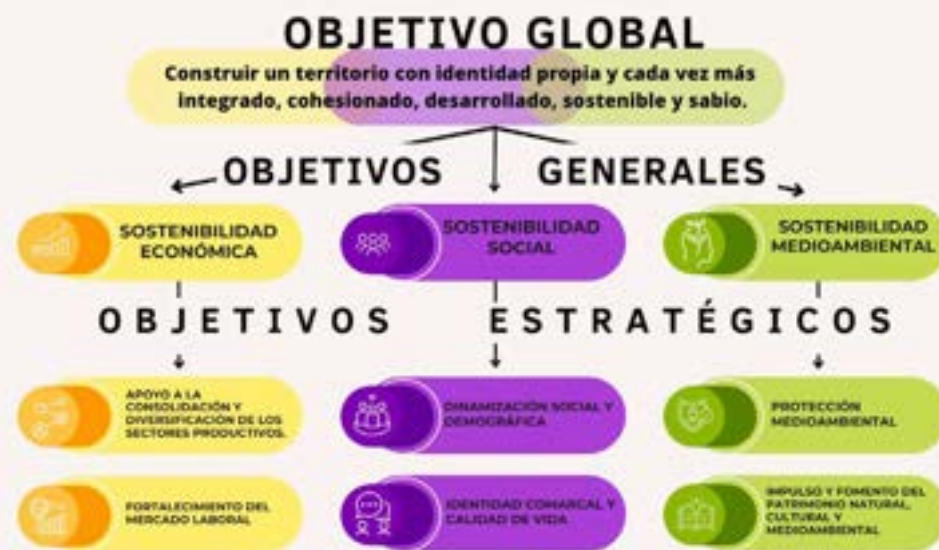 OBJETIVO GLOBAL
Construir un territorio con identidad propia y cada vez más
integrado, cohesionado, desarrollado, sostenible y sabio.
OBJETIVOS GENERALES
SOSTENIBILIDAD
ECONÓMICA
SOSTENIBILIDAD
SOCIAL
SOSTENIBILIDAD
MEDIOAMBIENTAL
OBJETIVOS ESTRATÉGICOS
APOYO A LA
CONSOLIDACIÓN Y
DIVERSIFICACIÓN DE LOS
SECTORES PRODUCTIVOS.
DINAMIZACIÓN SOCIAL Y
DEMOGRÁFICA
PROTECCIÓN
MEDIOAMBIENTAL
FORTALECIMIENTO DEL
MERCADO LABORAL
IDENTIDAD COMARCAL Y
CALIDAD DE VIDA
IMPULSO Y FOMENTO DEL
PATRIMONIO NATURAL,
CULTURAL Y
MEDIOAMBIENTAL